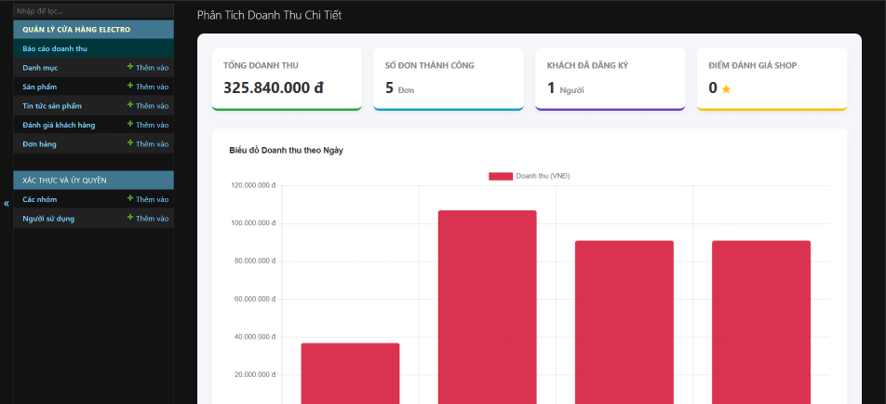 Nhập để lọc...
QUẢN LÝ CỬA HÀNG ELECTRO
Báo cáo doanh thu
Danh mục + Thêm vào
Sản phẩm + Thêm vào
Tin tức sản phẩm + Thêm vào
Đánh giá khách hàng + Thêm vào
Đơn hàng + Thêm vào
XÁC THỰC VÀ ỦY QUYỀN
Các nhóm + Thêm vào
Người sử dụng + Thêm vào
«
Phân Tích Doanh Thu Chi Tiết
TỔNG DOANH THU
325.840.000 đ
SỐ ĐƠN THÀNH CÔNG
5 Đơn
KHÁCH ĐÃ ĐĂNG KÝ
1 Người
ĐIỂM ĐÁNH GIÁ SHOP
0 ★
Biểu đồ Doanh thu theo Ngày
Doanh thu (VNĐ)
120.000.000 đ
100.000.000 đ
80.000.000 đ
60.000.000 đ
40.000.000 đ
20.000.000 đ